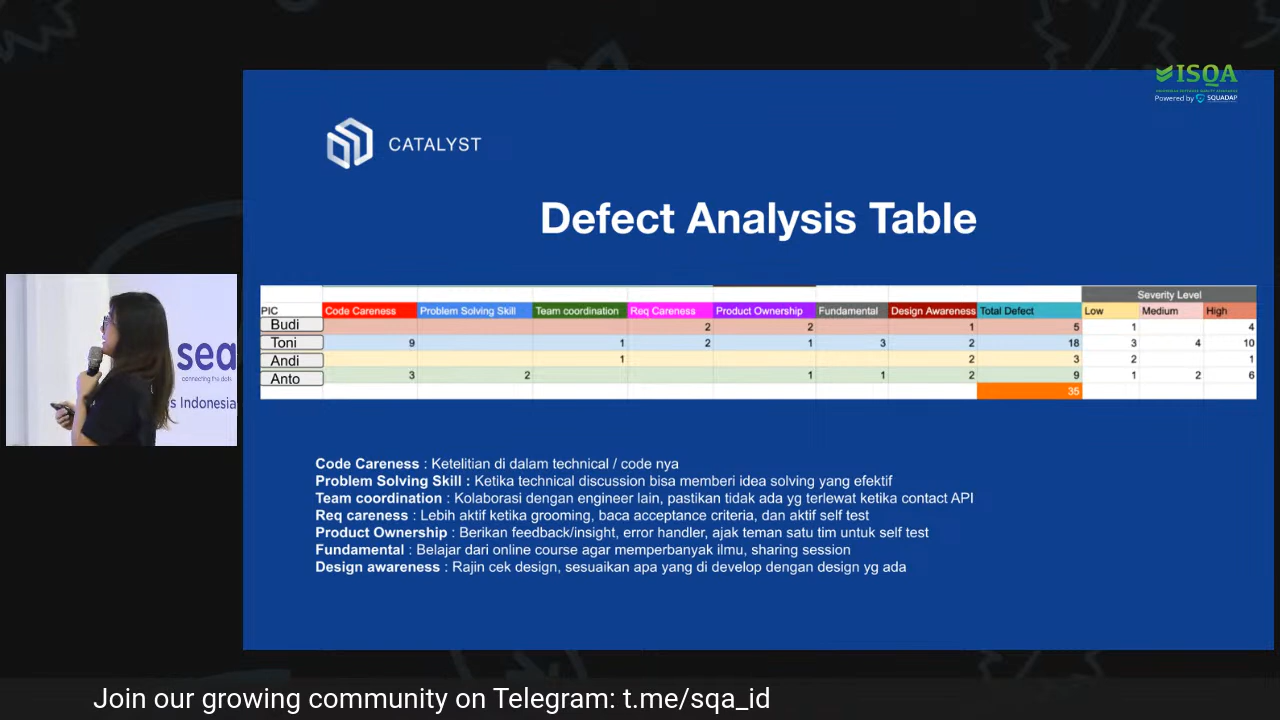 ISQA
Powered by SQUADAP
CATALYST
Defect Analysis Table
Severity Level
PIC Code Careness Problem Solving Skill Team coordination Req Careness Product Ownership Fundamental Design Awareness Total Defect Low Medium High
Budi 2 2 1 5 1 4
Toni 9 1 2 1 3 2 18 3 4 10
Andi 1 2 3 2 1
Anto 3 2 1 1 2 9 1 2 6
35
sea
connecting the dots
s Indonesia
Code Careness : Ketelitian di dalam technical / code nya
Problem Solving Skill : Ketika technical discussion bisa memberi idea solving yang efektif
Team coordination : Kolaborasi dengan engineer lain, pastikan tidak ada yg terlewat ketika contact API
Req careness : Lebih aktif ketika grooming, baca acceptance criteria, dan aktif self test
Product Ownership : Berikan feedback/insight, error handler, ajak teman satu tim untuk self test
Fundamental : Belajar dari online course agar memperbanyak ilmu, sharing session
Design awareness : Rajin cek design, sesuaikan apa yang di develop dengan design yg ada
Join our growing community on Telegram: t.me/sqa_id